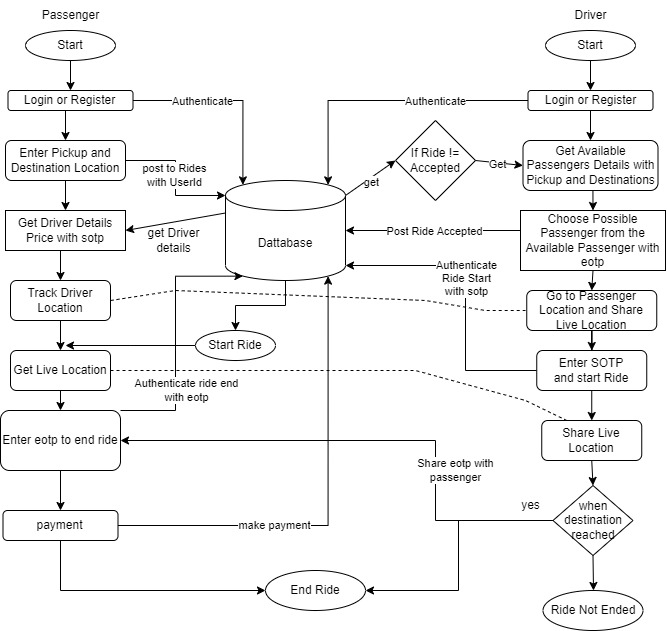 Passenger
Driver
Start
Start
Login or Register
Authenticate
Authenticate
Login or Register
Enter Pickup and
Destination Location
post to Rides
with UserId
If Ride !=
Accepted
get
Get
Get Available
Passengers Details with
Pickup and Destinations
Get Driver Details
Price with sotp
get Driver
details
Dattabase
Post Ride Accepted
Choose Possible
Passenger from the
Available Passenger with
eotp
Authenticate
Ride Start
with sotp
Track Driver
Location
Go to Passenger
Location and Share
Live Location
Start Ride
Get Live Location
Authenticate ride end
with eotp
Enter SOTP
and start Ride
Enter eotp to end ride
Share Live
Location
Share eotp with
passenger
payment
make payment
yes
when
destination
reached
End Ride
Ride Not Ended